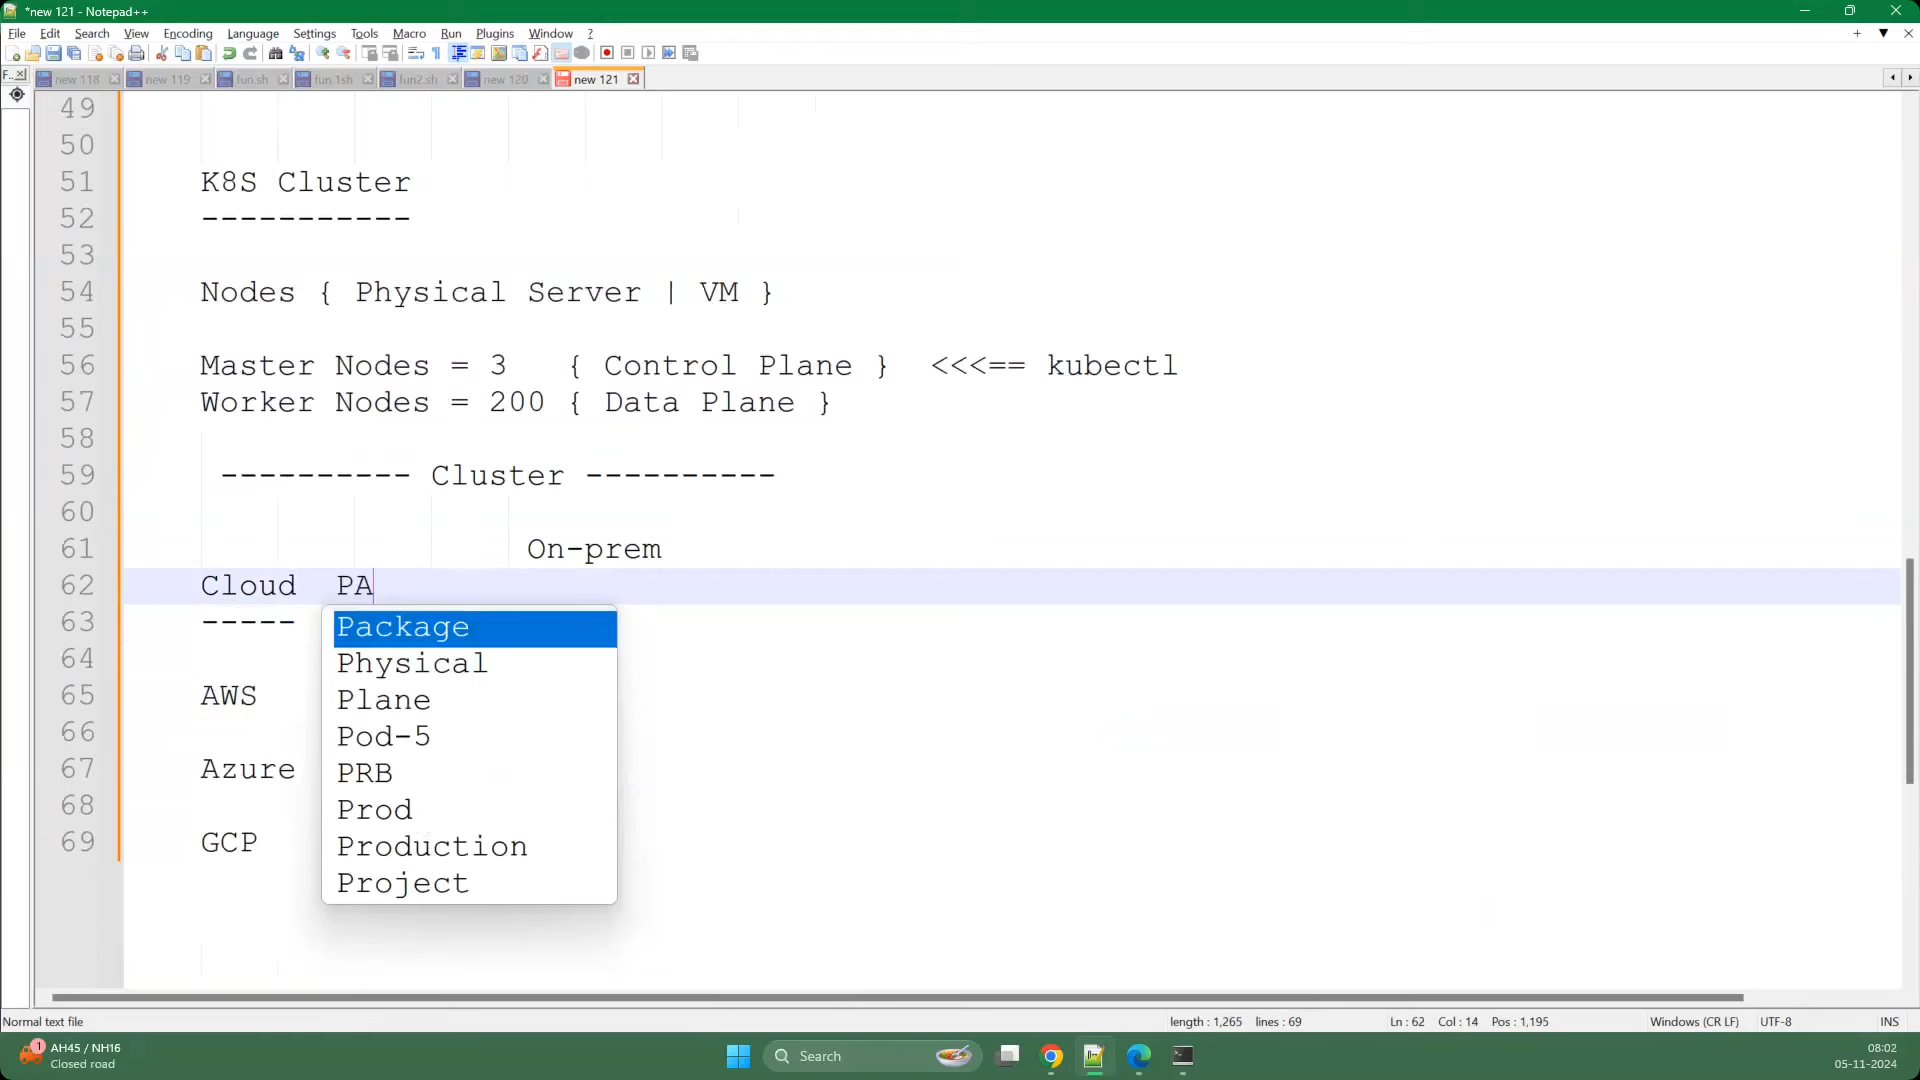 *new 121 - Notepad++
File Edit Search View Encoding Language Settings Tools Macro Run Plugins Window ?
new 118 new 119 fun.sh fun.1sh fun2.sh new 120 new 121
F..
49
50
51 K8S Cluster
52 -----------
53
54 Nodes { Physical Server | VM }
55
56 Master Nodes = 3 { Control Plane } <<<== kubectl
57 Worker Nodes = 200 { Data Plane }
58
59 ---------- Cluster ----------
60
61 On-prem
62 Cloud PA
63 -----
64
65 AWS
66
67 Azure
68
69 GCP
Package
Physical
Plane
Pod-5
PRB
Prod
Production
Project
Normal text file length : 1,265 lines : 69 Ln : 62 Col : 14 Pos : 1,195 Windows (CR LF) UTF-8 INS
1
AH45 / NH16
Closed road
Search
08:02
05-11-2024